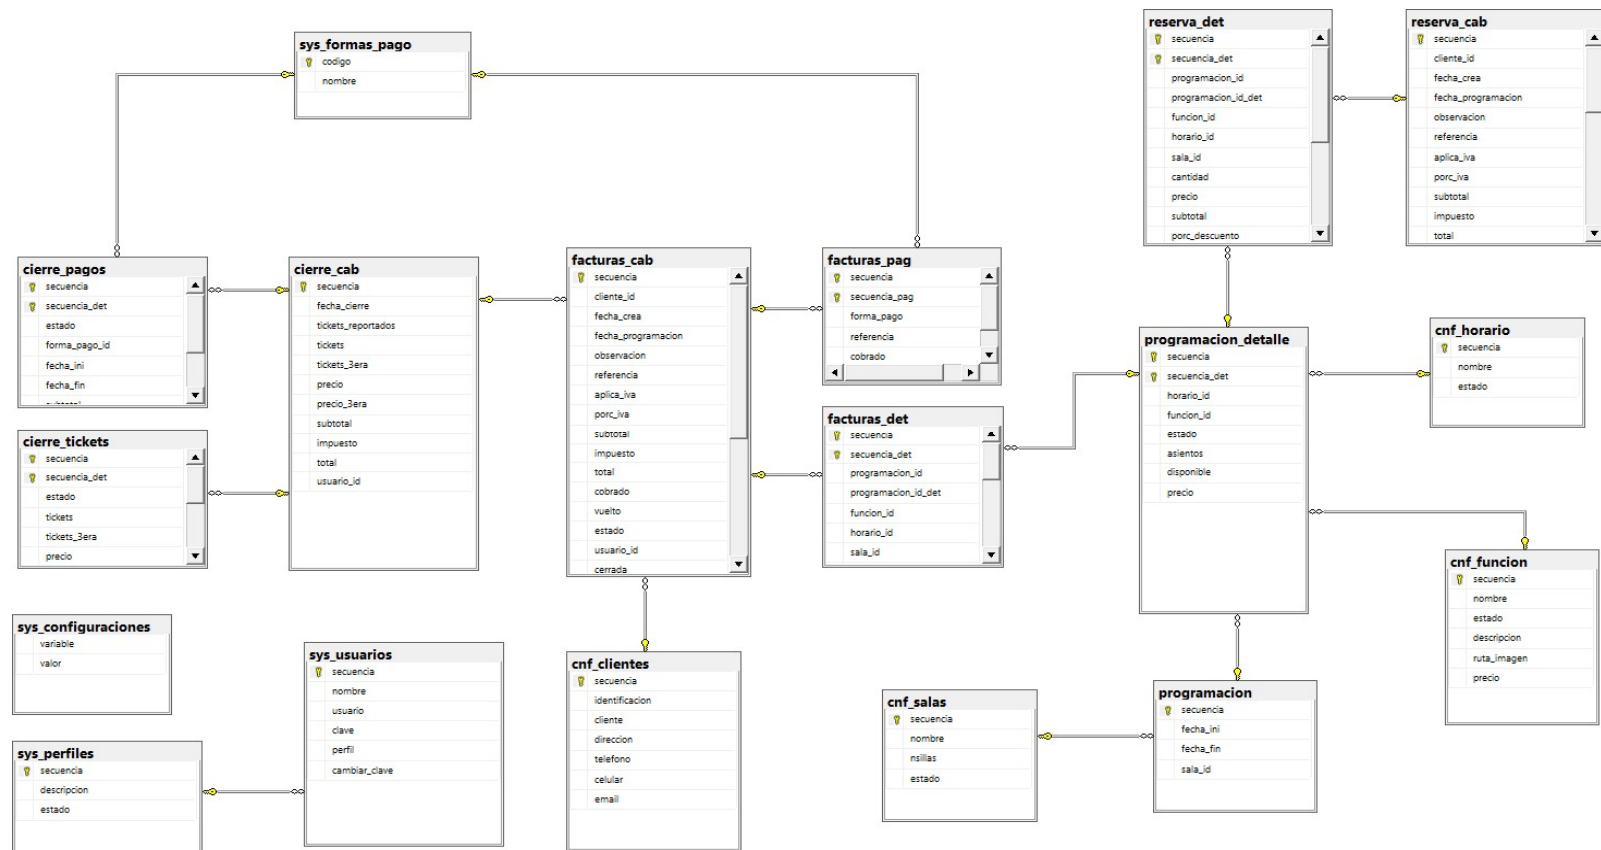 sys_formas_pago
codigo
nombre
reserva_det
secuencia
secuencia_det
programacion_id
programacion_id_det
funcion_id
horario_id
sala_id
cantidad
precio
subtotal
porc_descuento
reserva_cab
secuencia
cliente_id
fecha_crea
fecha_programacion
observacion
referencia
aplica_iva
porc_iva
subtotal
impuesto
total
cierre_pagos
secuencia
secuencia_det
estado
forma_pago_id
fecha_ini
fecha_fin
subtotal
cierre_cab
secuencia
fecha_cierre
tickets_reportados
tickets
tickets_3era
precio
precio_3era
subtotal
impuesto
total
usuario_id
facturas_cab
secuencia
cliente_id
fecha_crea
fecha_programacion
observacion
referencia
aplica_iva
porc_iva
subtotal
impuesto
total
cobrado
vuelto
estado
usuario_id
cerrada
facturas_pag
secuencia
secuencia_pag
forma_pago
referencia
cobrado
programacion_detalle
secuencia
secuencia_det
horario_id
funcion_id
estado
asientos
disponible
precio
cnf_horario
secuencia
nombre
estado
cierre_tickets
secuencia
secuencia_det
estado
tickets
tickets_3era
precio
facturas_det
secuencia
secuencia_det
programacion_id
programacion_id_det
funcion_id
horario_id
sala_id
cnf_funcion
secuencia
nombre
estado
descripcion
ruta_imagen
precio
sys_configuraciones
variable
valor
sys_usuarios
secuencia
nombre
usuario
clave
perfil
cambiar_clave
cnf_clientes
secuencia
identificacion
cliente
direccion
telefono
celular
email
cnf_salas
secuencia
nombre
nsillas
estado
programacion
secuencia
fecha_ini
fecha_fin
sala_id
sys_perfiles
secuencia
descripcion
estado